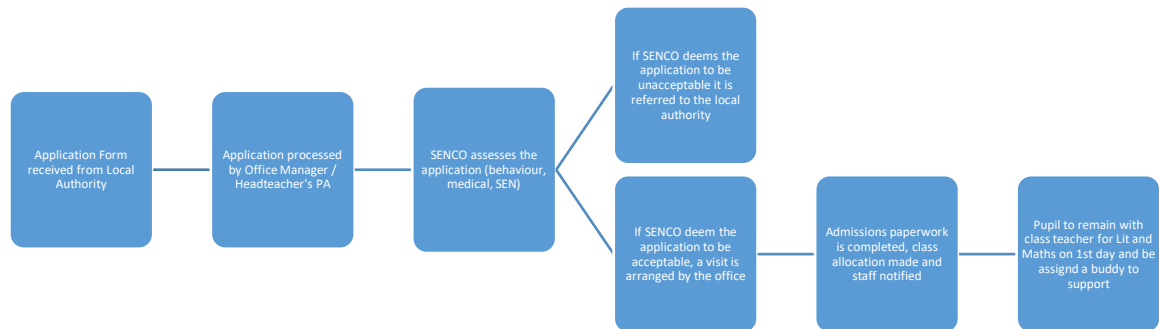 Application Form
received from Local
Authority
Application processed
by Office Manager /
Headteacher's PA
SENCO assesses the
application (behaviour,
medical, SEN)
If SENCO deems the
application to be
unacceptable it is
referred to the local
authority
If SENCO deem the
application to be
acceptable, a visit is
arranged by the office
Admissions paperwork
is completed, class
allocation made and
staff notified
Pupil to remain with
class teacher for Lit and
Maths on 1st day and be
assignd a buddy to
support